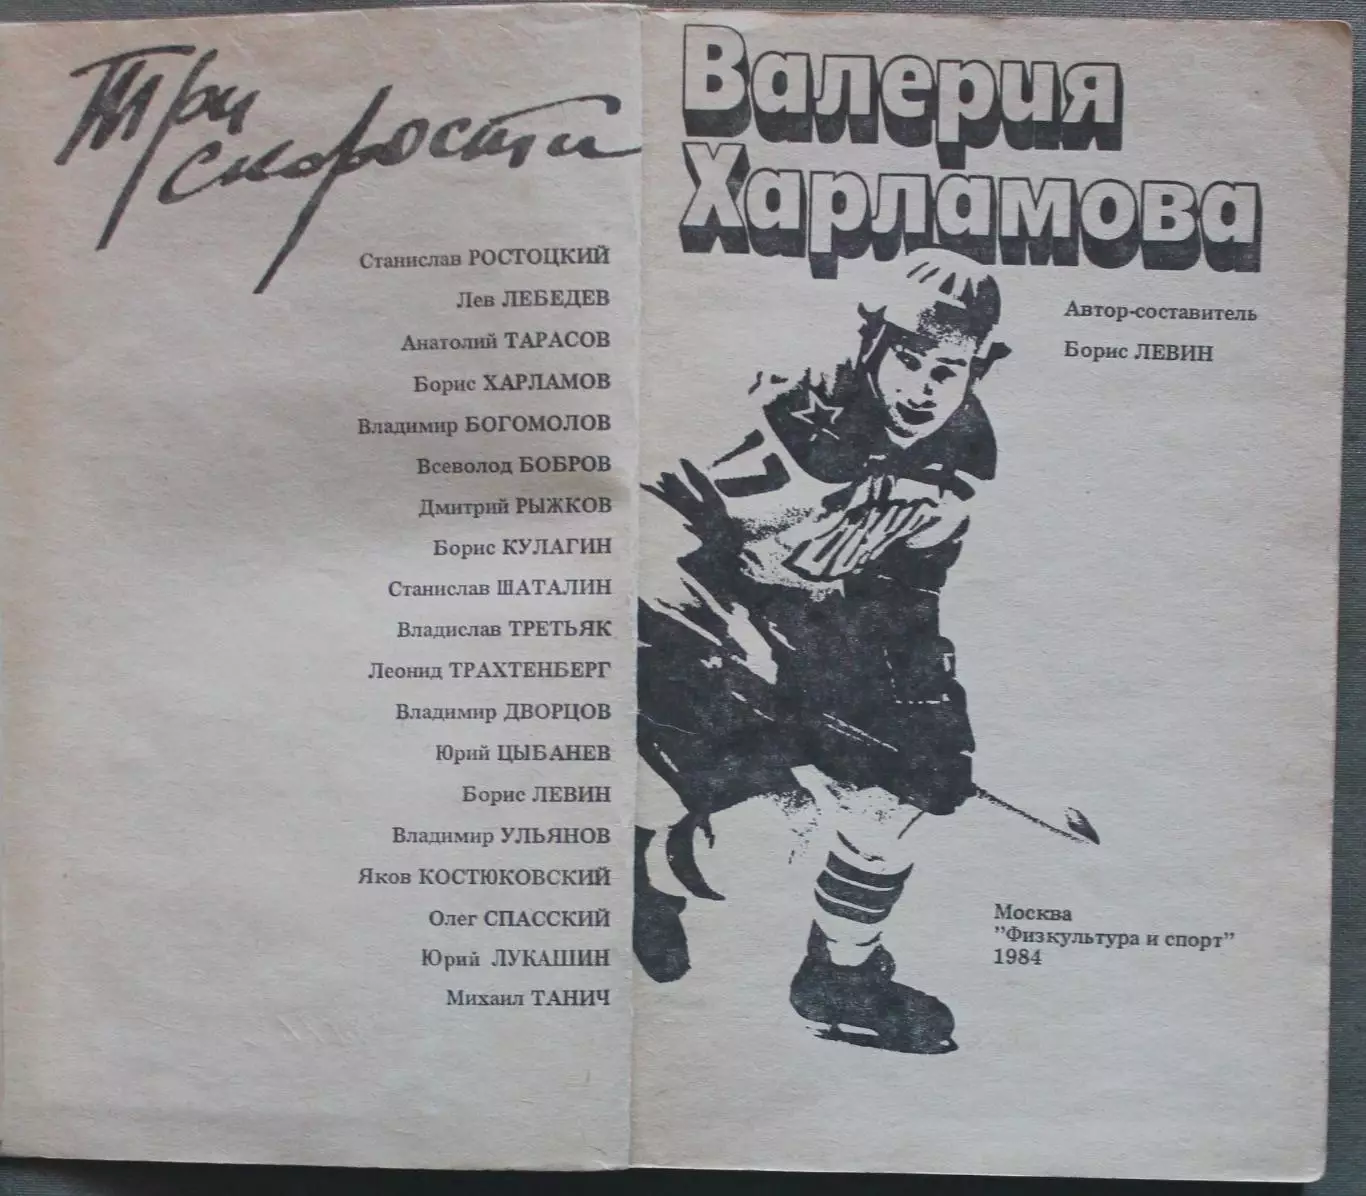 Три
скорости
Станислав РОСТОЦКИЙ
Лев ЛЕБЕДЕВ
Анатолий ТАРАСОВ
Борис ХАРЛАМОВ
Владимир БОГОМОЛОВ
Всеволод БОБРОВ
Дмитрий РЫЖКОВ
Борис КУЛАГИН
Станислав ШАТАЛИН
Владислав ТРЕТЬЯК
Леонид ТРАХТЕНБЕРГ
Владимир ДВОРЦОВ
Юрий ЦЫБАНЕВ
Борис ЛЕВИН
Владимир УЛЬЯНОВ
Яков КОСТЮКОВСКИЙ
Олег СПАССКИЙ
Юрий ЛУКАШИН
Михаил ТАНИЧ
Валерия
Харламова
Автор-составитель
Борис ЛЕВИН
17
Москва
"Физкультура и спорт"
1984